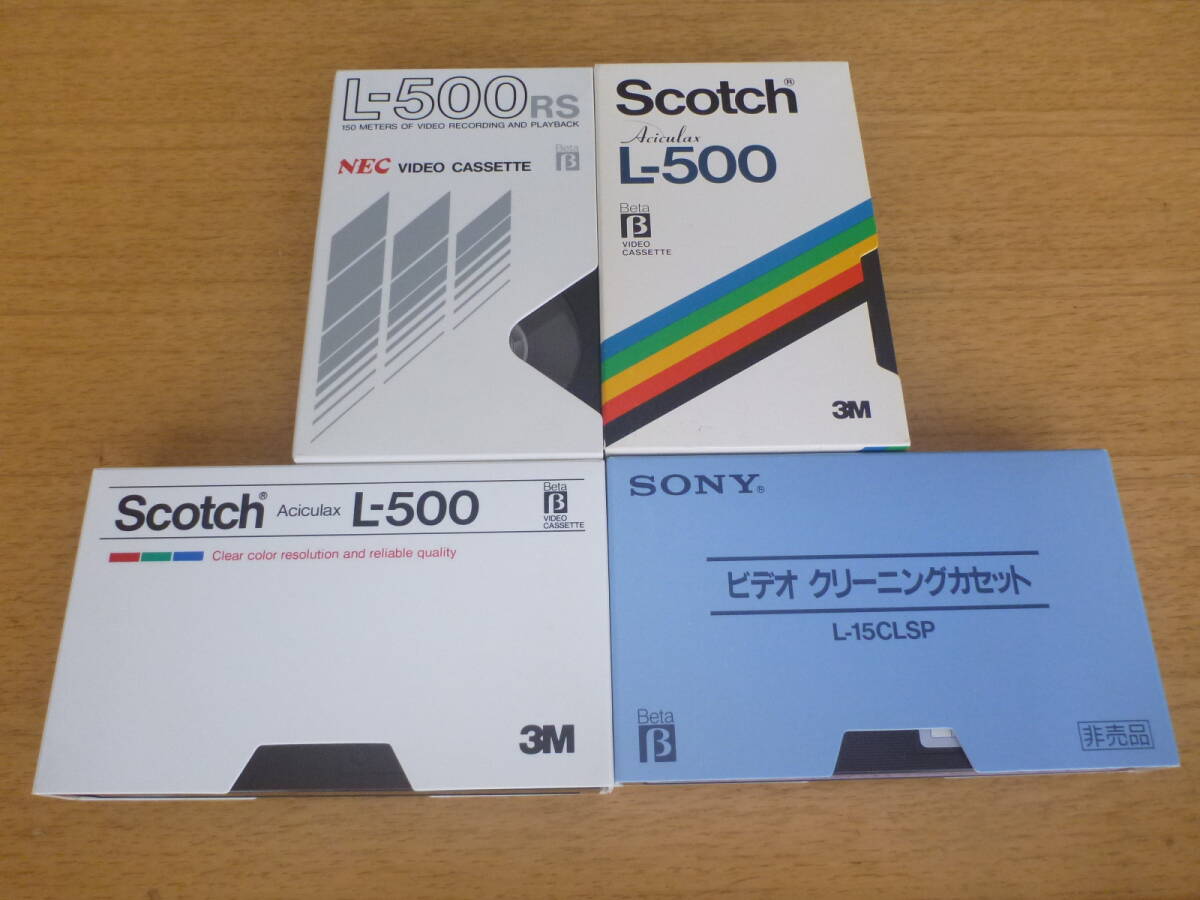 L-500RS
150 METERS OF VIDEO RECORDING AND PLAYBACK
NEC VIDEO CASSETTE
Beta
β
Scotch®
Aciculax
L-500
Beta
β
VIDEO
CASSETTE
3M
Scotch® Aciculax L-500
Beta
β
VIDEO
CASSETTE
Clear color resolution and reliable quality
3M
SONY®
ビデオ クリーニングカセット
L-15CLSP
Beta
β
非売品